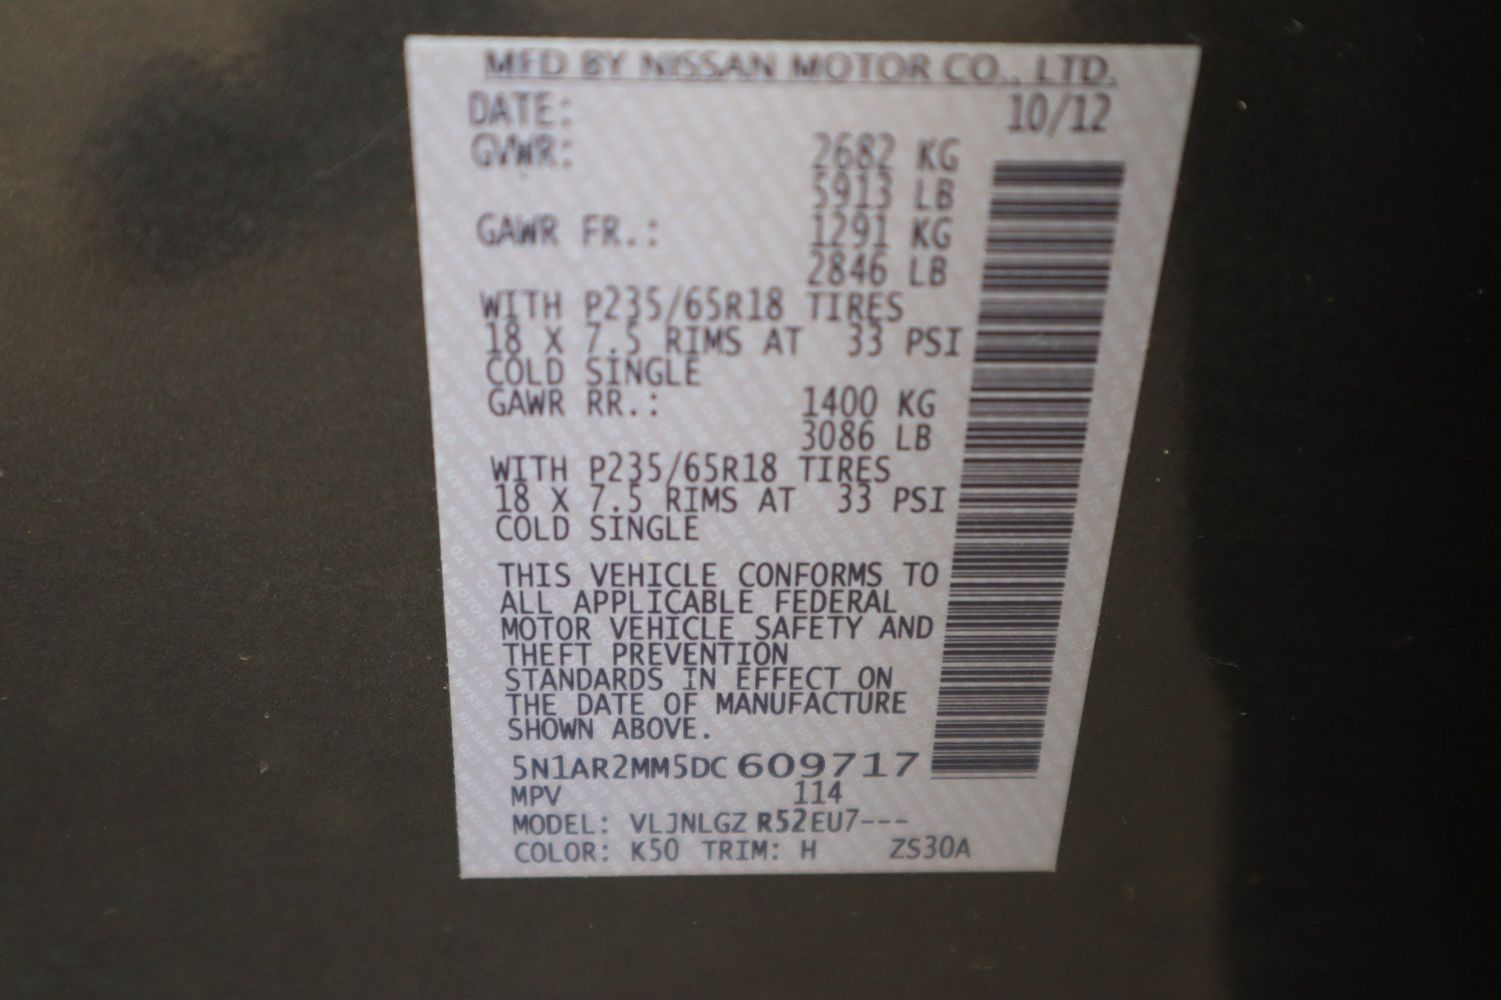 MFD BY NISSAN MOTOR CO., LTD.
DATE: 10/12
GVWR: 2682 KG
5913 LB
GAWR FR.: 1291 KG
2846 LB
WITH P235/65R18 TIRES
18 X 7.5 RIMS AT 33 PSI
COLD SINGLE
GAWR RR.: 1400 KG
3086 LB
WITH P235/65R18 TIRES
18 X 7.5 RIMS AT 33 PSI
COLD SINGLE
THIS VEHICLE CONFORMS TO
ALL APPLICABLE FEDERAL
MOTOR VEHICLE SAFETY AND
THEFT PREVENTION
STANDARDS IN EFFECT ON
THE DATE OF MANUFACTURE
SHOWN ABOVE.
5N1AR2MM5DC 609717
MPV 114
MODEL: VLJNLGZ R52EU7---
COLOR: K50 TRIM: H ZS30A